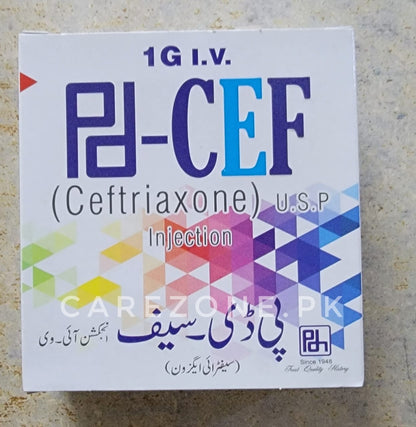 1G I.V.
Pd-CEF
(Ceftriaxone) U.S.P
Injection
CAREZONE.PK
پی ڈی۔سیف انجکشن آئی۔وی
(سیفٹرائی ایگزون)
Pdh
Since 1946
Trust Quality History